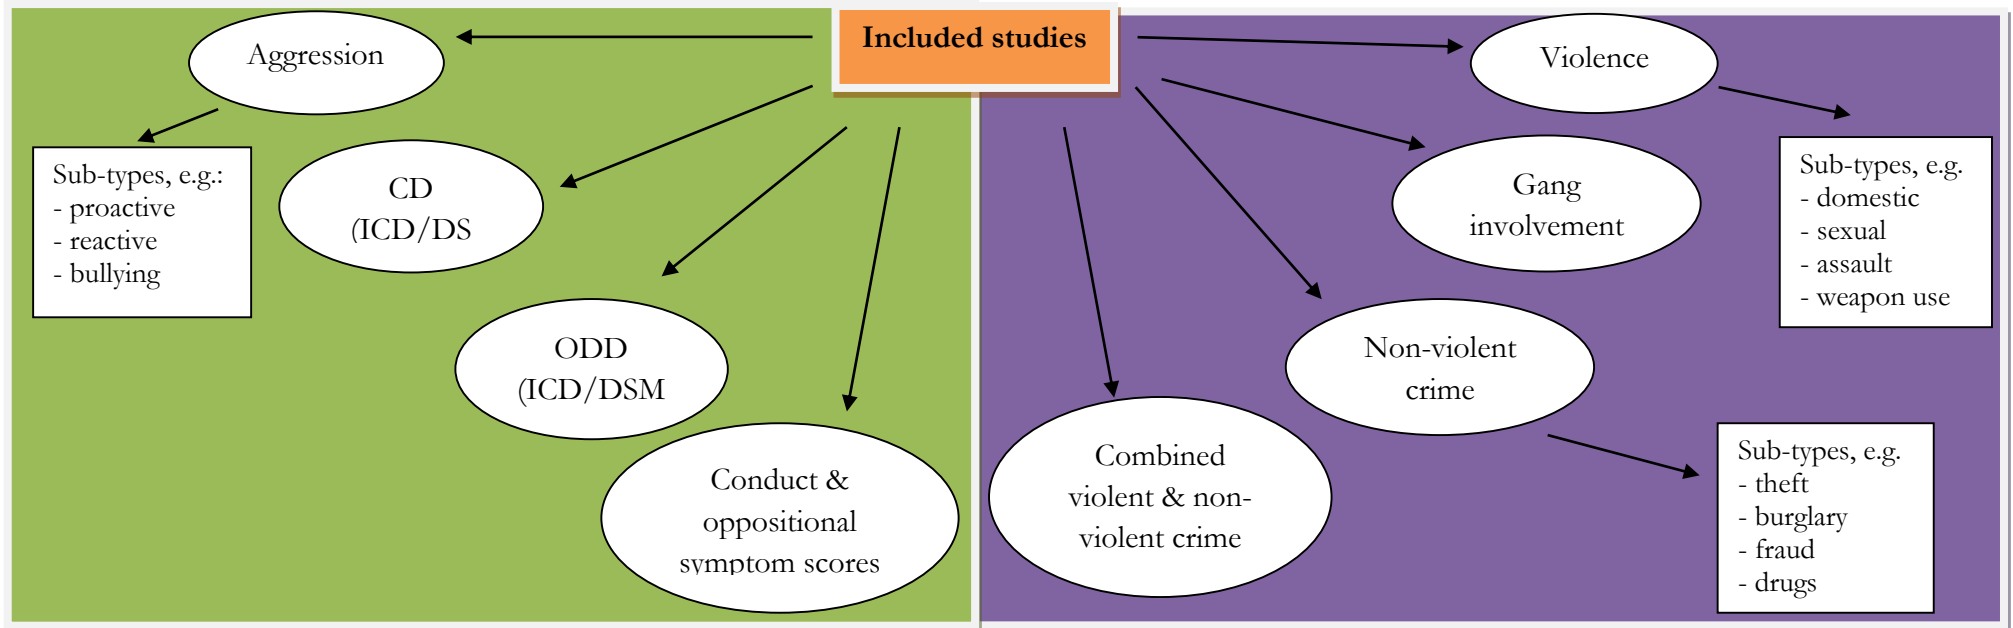 Included studies
Aggression
Sub-types, e.g.:
- proactive
- reactive
- bullying
CD
(ICD/DS
ODD
(ICD/DSM
Conduct &
oppositional
symptom scores
Violence
Sub-types, e.g.
- domestic
- sexual
- assault
- weapon use
Gang
involvement
Non-violent
crime
Sub-types, e.g.
- theft
- burglary
- fraud
- drugs
Combined
violent & non-
violent crime